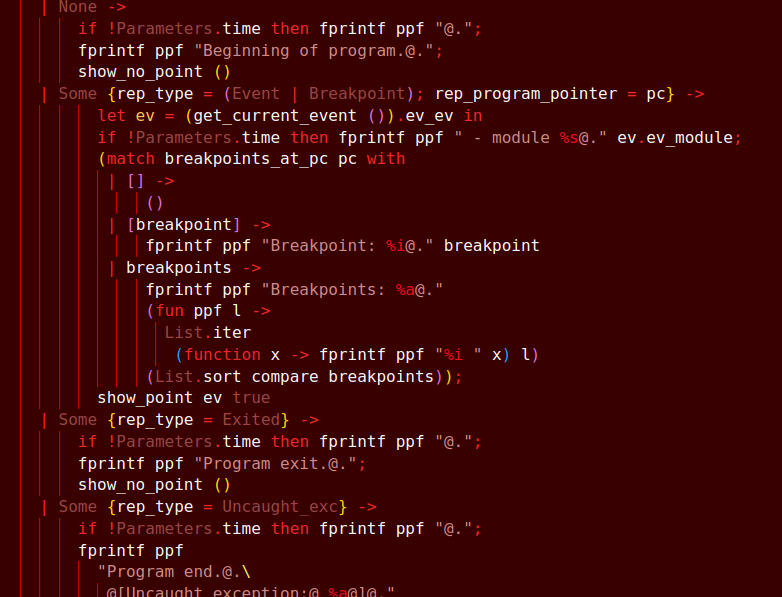 | None ->
if !Parameters.time then fprintf ppf "@.";
fprintf ppf "Beginning of program.@.";
show_no_point ()
| Some {rep_type = (Event | Breakpoint); rep_program_pointer = pc} ->
let ev = (get_current_event ()).ev_ev in
if !Parameters.time then fprintf ppf " - module %s@." ev.ev_module;
(match breakpoints_at_pc pc with
| [] ->
()
| [breakpoint] ->
fprintf ppf "Breakpoint: %i@." breakpoint
| breakpoints ->
fprintf ppf "Breakpoints: %a@."
(fun ppf l ->
List.iter
(function x -> fprintf ppf "%i " x) l)
(List.sort compare breakpoints));
show_point ev true
| Some {rep_type = Exited} ->
if !Parameters.time then fprintf ppf "@.";
fprintf ppf "Program exit.@.";
show_no_point ()
| Some {rep_type = Uncaught_exc} ->
if !Parameters.time then fprintf ppf "@.";
fprintf ppf
"Program end.@.\
@[Uncaught exception:@ %a@]@."